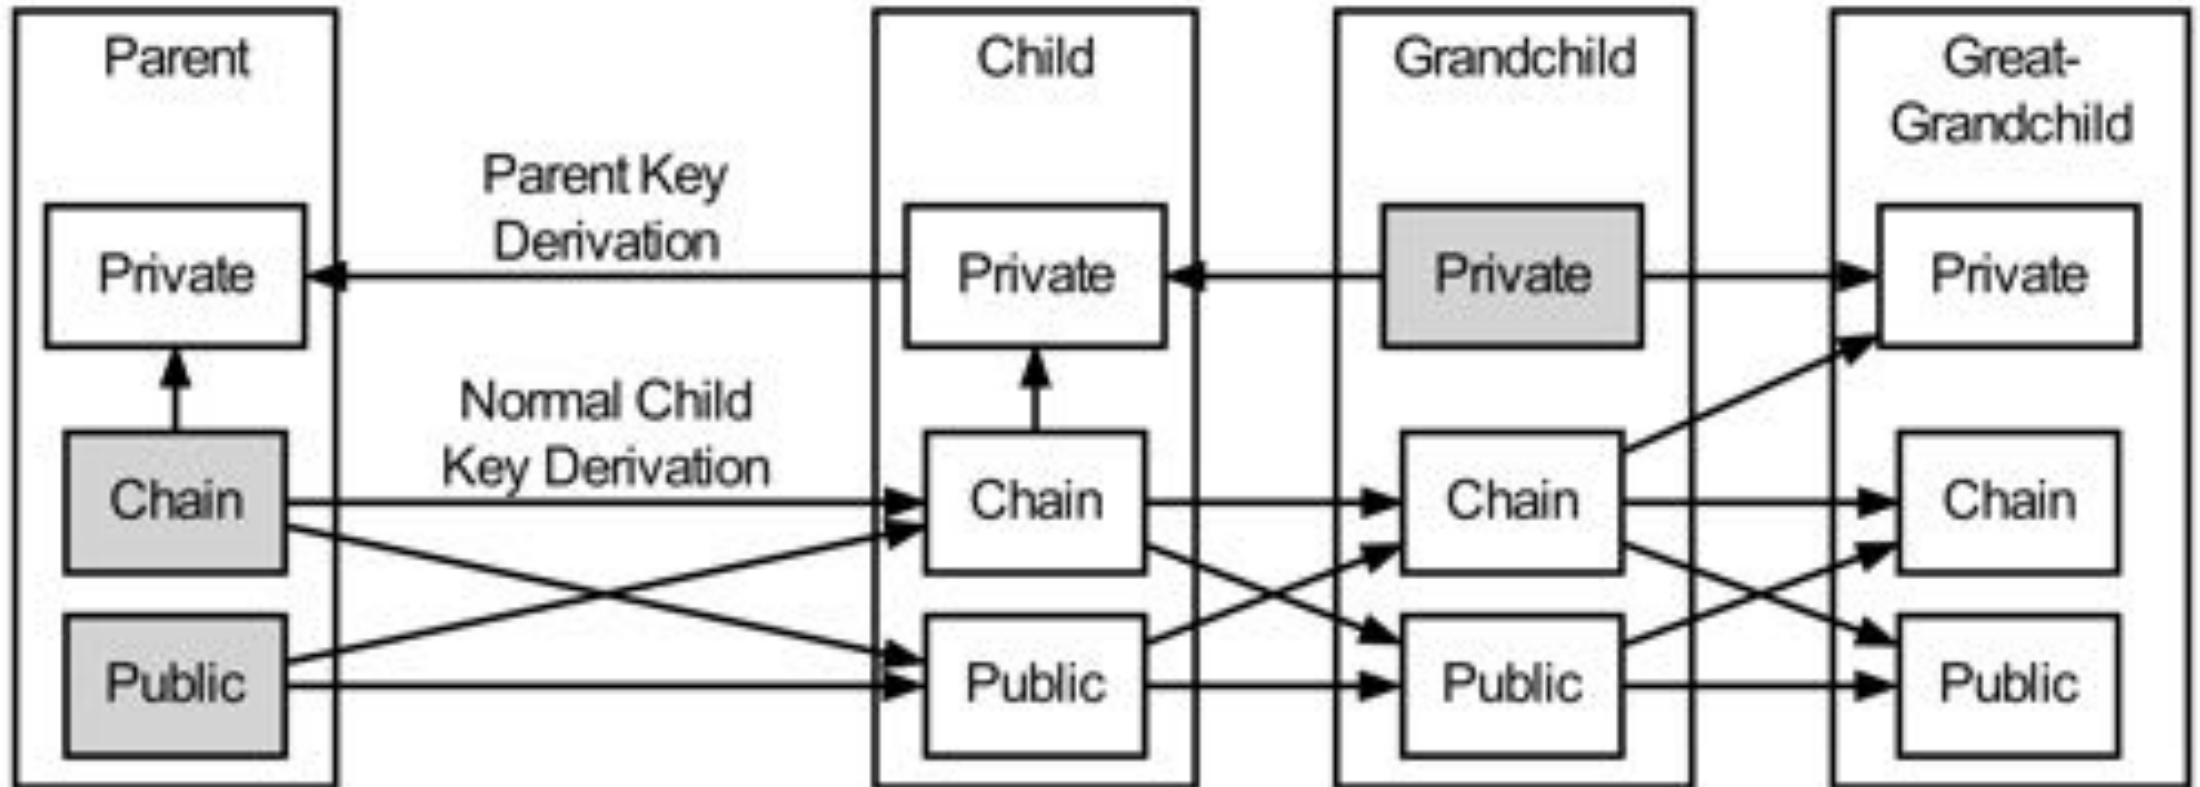 Parent
Child
Grandchild
Great-
Grandchild
Parent Key
Derivation
Private
Private
Private
Private
Normal Child
Key Derivation
Chain
Chain
Chain
Chain
Public
Public
Public
Public